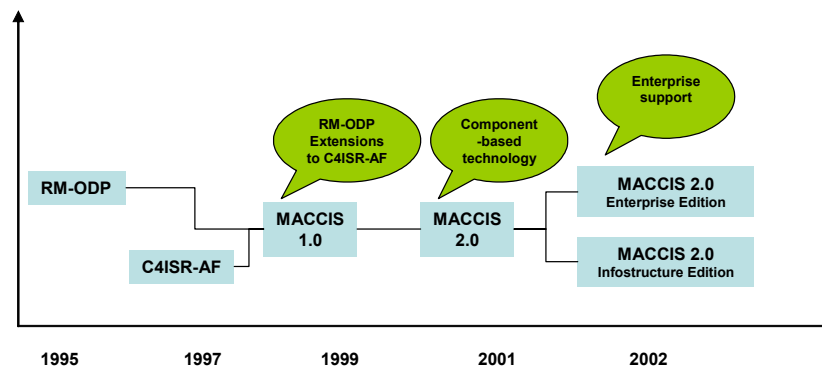 Enterprise
support
RM-ODP
Extensions
to C4ISR-AF
Component
-based
technology
RM-ODP
MACCIS 2.0
Enterprise Edition
MACCIS
1.0
MACCIS
2.0
C4ISR-AF
MACCIS 2.0
Infostructure Edition
1995
1997
1999
2001
2002